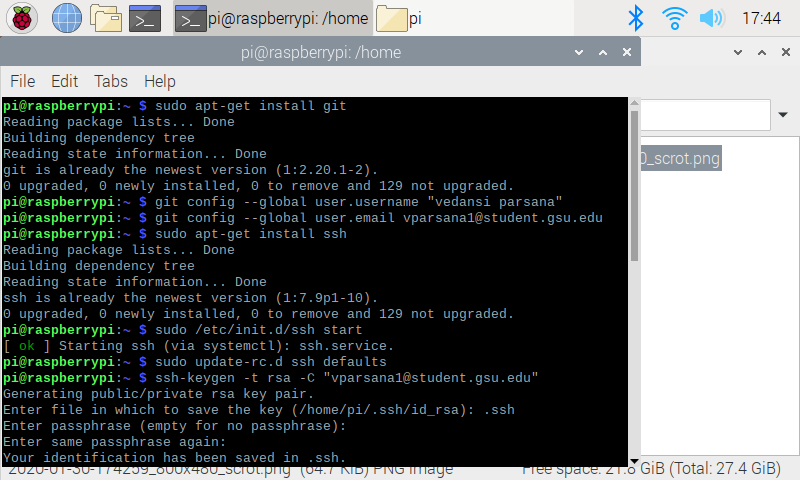 pi@raspberrypi: /home
pi
17:44
pi@raspberrypi: /home
File Edit Tabs Help
pi@raspberrypi:~ $ sudo apt-get install git
Reading package lists... Done
Building dependency tree
Reading state information... Done
git is already the newest version (1:2.20.1-2).
0 upgraded, 0 newly installed, 0 to remove and 129 not upgraded.
pi@raspberrypi:~ $ git config --global user.username "vedansi parsana"
pi@raspberrypi:~ $ git config --global user.email vparsana1@student.gsu.edu
pi@raspberrypi:~ $ sudo apt-get install ssh
Reading package lists... Done
Building dependency tree
Reading state information... Done
ssh is already the newest version (1:7.9p1-10).
0 upgraded, 0 newly installed, 0 to remove and 129 not upgraded.
pi@raspberrypi:~ $ sudo /etc/init.d/ssh start
[ ok ] Starting ssh (via systemctl): ssh.service.
pi@raspberrypi:~ $ sudo update-rc.d ssh defaults
pi@raspberrypi:~ $ ssh-keygen -t rsa -C "vparsana1@student.gsu.edu"
Generating public/private rsa key pair.
Enter file in which to save the key (/home/pi/.ssh/id_rsa): .ssh
Enter passphrase (empty for no passphrase):
Enter same passphrase again:
Your identification has been saved in .ssh.
0_scrot.png
2020-01-30-174259_800x480_scrot.png" (64.7 KiB) PNG image
Free space: 21.8 GiB (Total: 27.4 GiB)